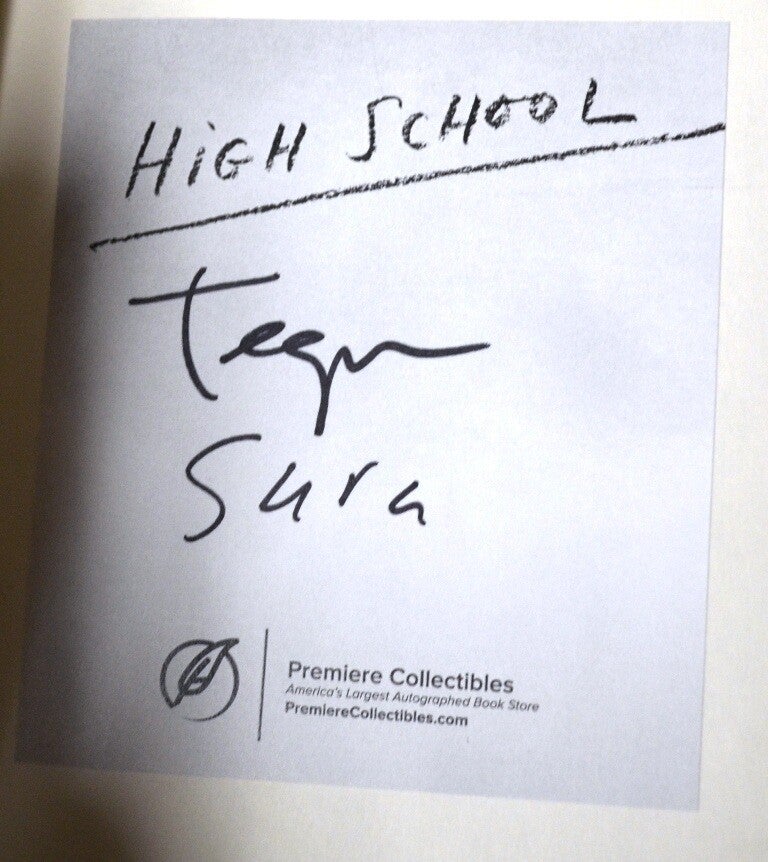 HiGH SCHOOL
Tegan
Sara
Premiere Collectibles
America's Largest Autographed Book Store
PremiereCollectibles.com